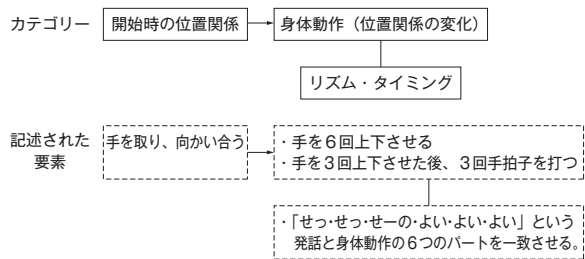 カテゴリー
開始時の位置関係
身体動作（位置関係の変化）
リズム・タイミング
記述された
要素
手を取り、向かい合う
・手を６回上下させる
・手を３回上下させた後、３回手拍子を打つ
・「せっ・せっ・せーの・よい・よい・よい」という
発話と身体動作の６つのパートを一致させる。